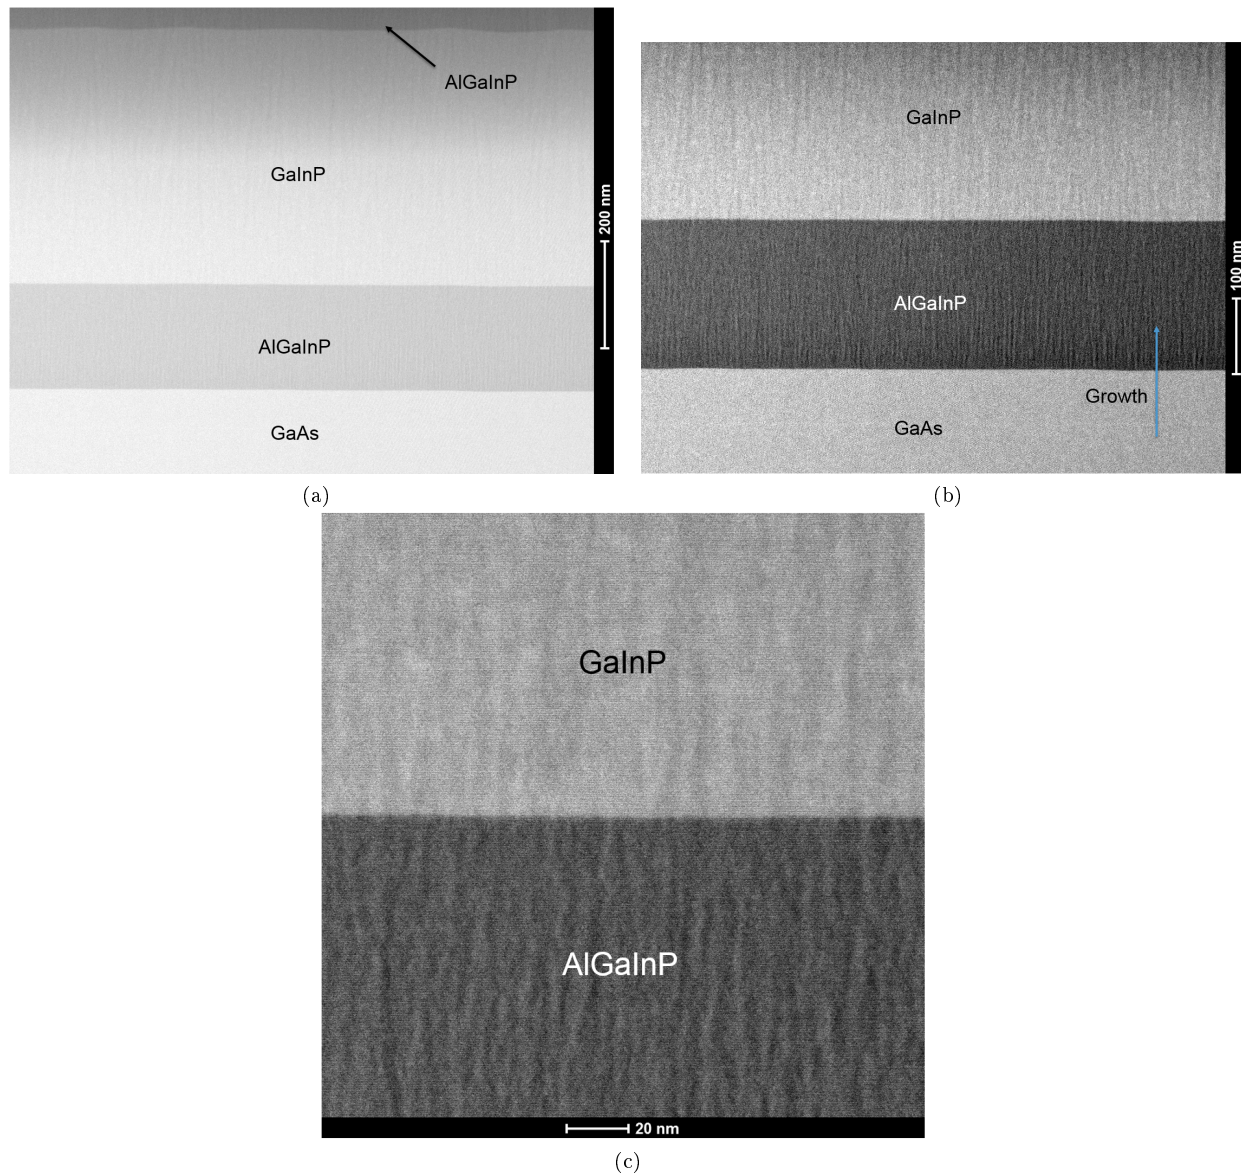 AlGaInP
GaInP
200 nm
AlGaInP
GaAs
(a)
GaInP
AlGaInP
100 nm
Growth
GaAs
(b)
GaInP
AlGaInP
20 nm
(c)